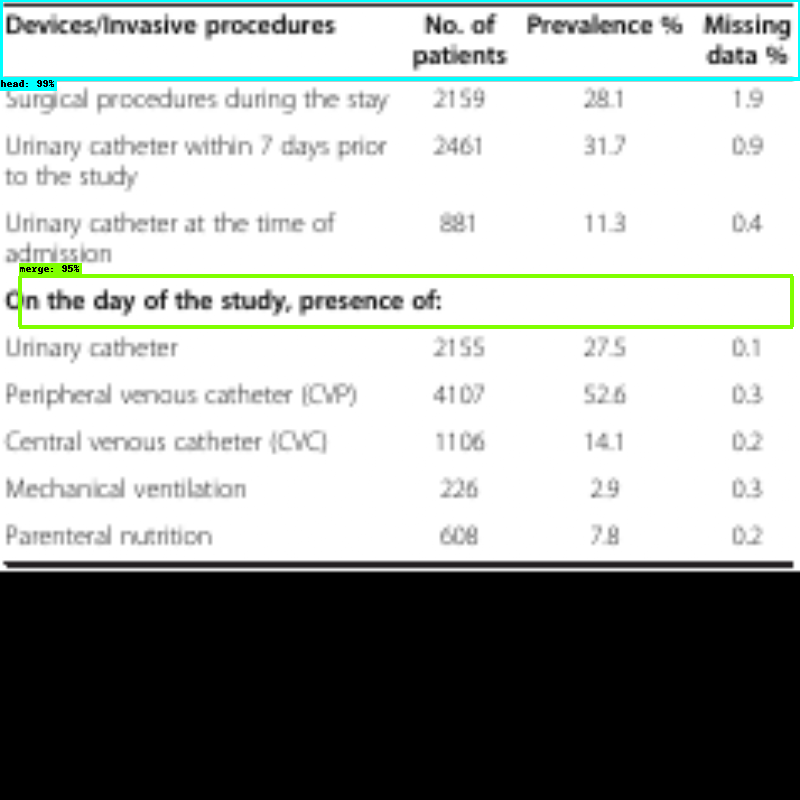 Devices/Invasive procedures No. of patients Prevalence % Missing data %
head: 99%
Surgical procedures during the stay 2159 28.1 1.9
Urinary catheter within 7 days prior 2461 31.7 0.9
to the study
Urinary catheter at the time of 881 11.3 0.4
admission
merge: 95%
On the day of the study, presence of:
Urinary catheter 2155 27.5 0.1
Peripheral venous catheter (CVP) 4107 52.6 0.3
Central venous catheter (CVC) 1106 14.1 0.2
Mechanical ventilation 226 2.9 0.3
Parenteral nutrition 608 7.8 0.2